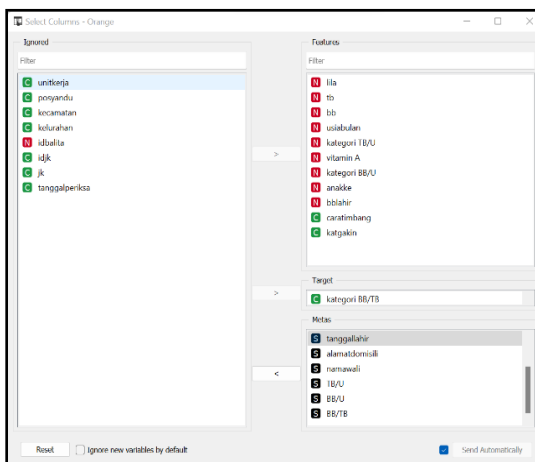 Select Columns - Orange
Ignored
Filter
C unitkerja
C posyandu
C kecamatan
C kelurahan
N idbalita
C idjk
C jk
C tanggalperiksa
>
>
<
Features
Filter
N lila
N tb
N bb
N usiabulan
N kategori TB/U
N vitamin A
N kategori BB/U
N anakke
N bblahir
C caratimbang
C katgakin
Target
C kategori BB/TB
Metas
S tanggallahir
S alamatdomisili
S namawali
S TB/U
S BB/U
S BB/TB
Reset
Ignore new variables by default
Send Automatically